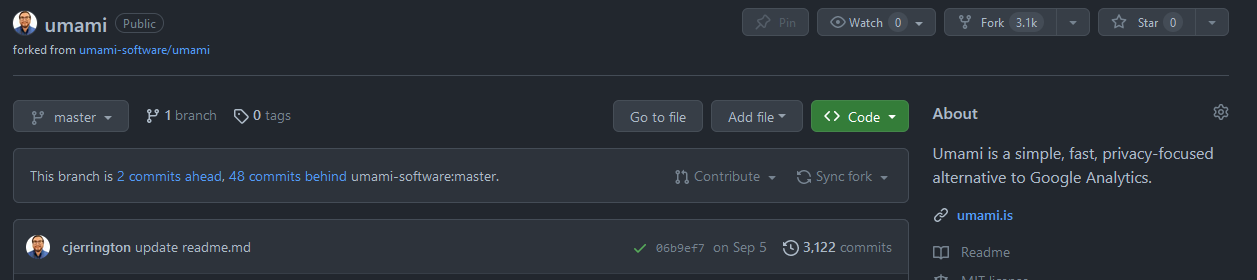 umami Public Pin Watch 0 Fork 3.1k Star 0
forked from umami-software/umami
master 1 branch 0 tags Go to file Add file Code
About
Umami is a simple, fast, privacy-focused
alternative to Google Analytics.
This branch is 2 commits ahead, 48 commits behind umami-software:master. Contribute Sync fork
umami.is
cjerrington update readme.md 06b9ef7 on Sep 5 3,122 commits
Readme
MIT license